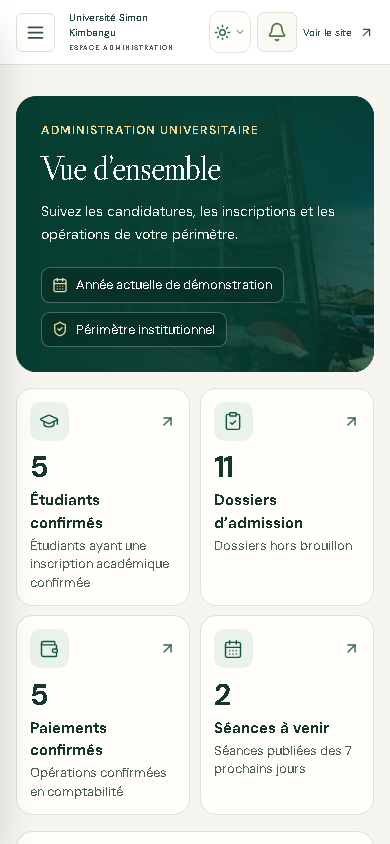 Université Simon
Kimbangu
ESPACE ADMINISTRATION
Voir le site
ADMINISTRATION UNIVERSITAIRE
Vue d’ensemble
Suivez les candidatures, les inscriptions et les
opérations de votre périmètre.
Année actuelle de démonstration
Périmètre institutionnel
5
Étudiants
confirmés
Étudiants ayant une
inscription académique
confirmée
11
Dossiers
d’admission
Dossiers hors brouillon
5
Paiements
confirmés
Opérations confirmées
en comptabilité
2
Séances à venir
Séances publiées des 7
prochains jours